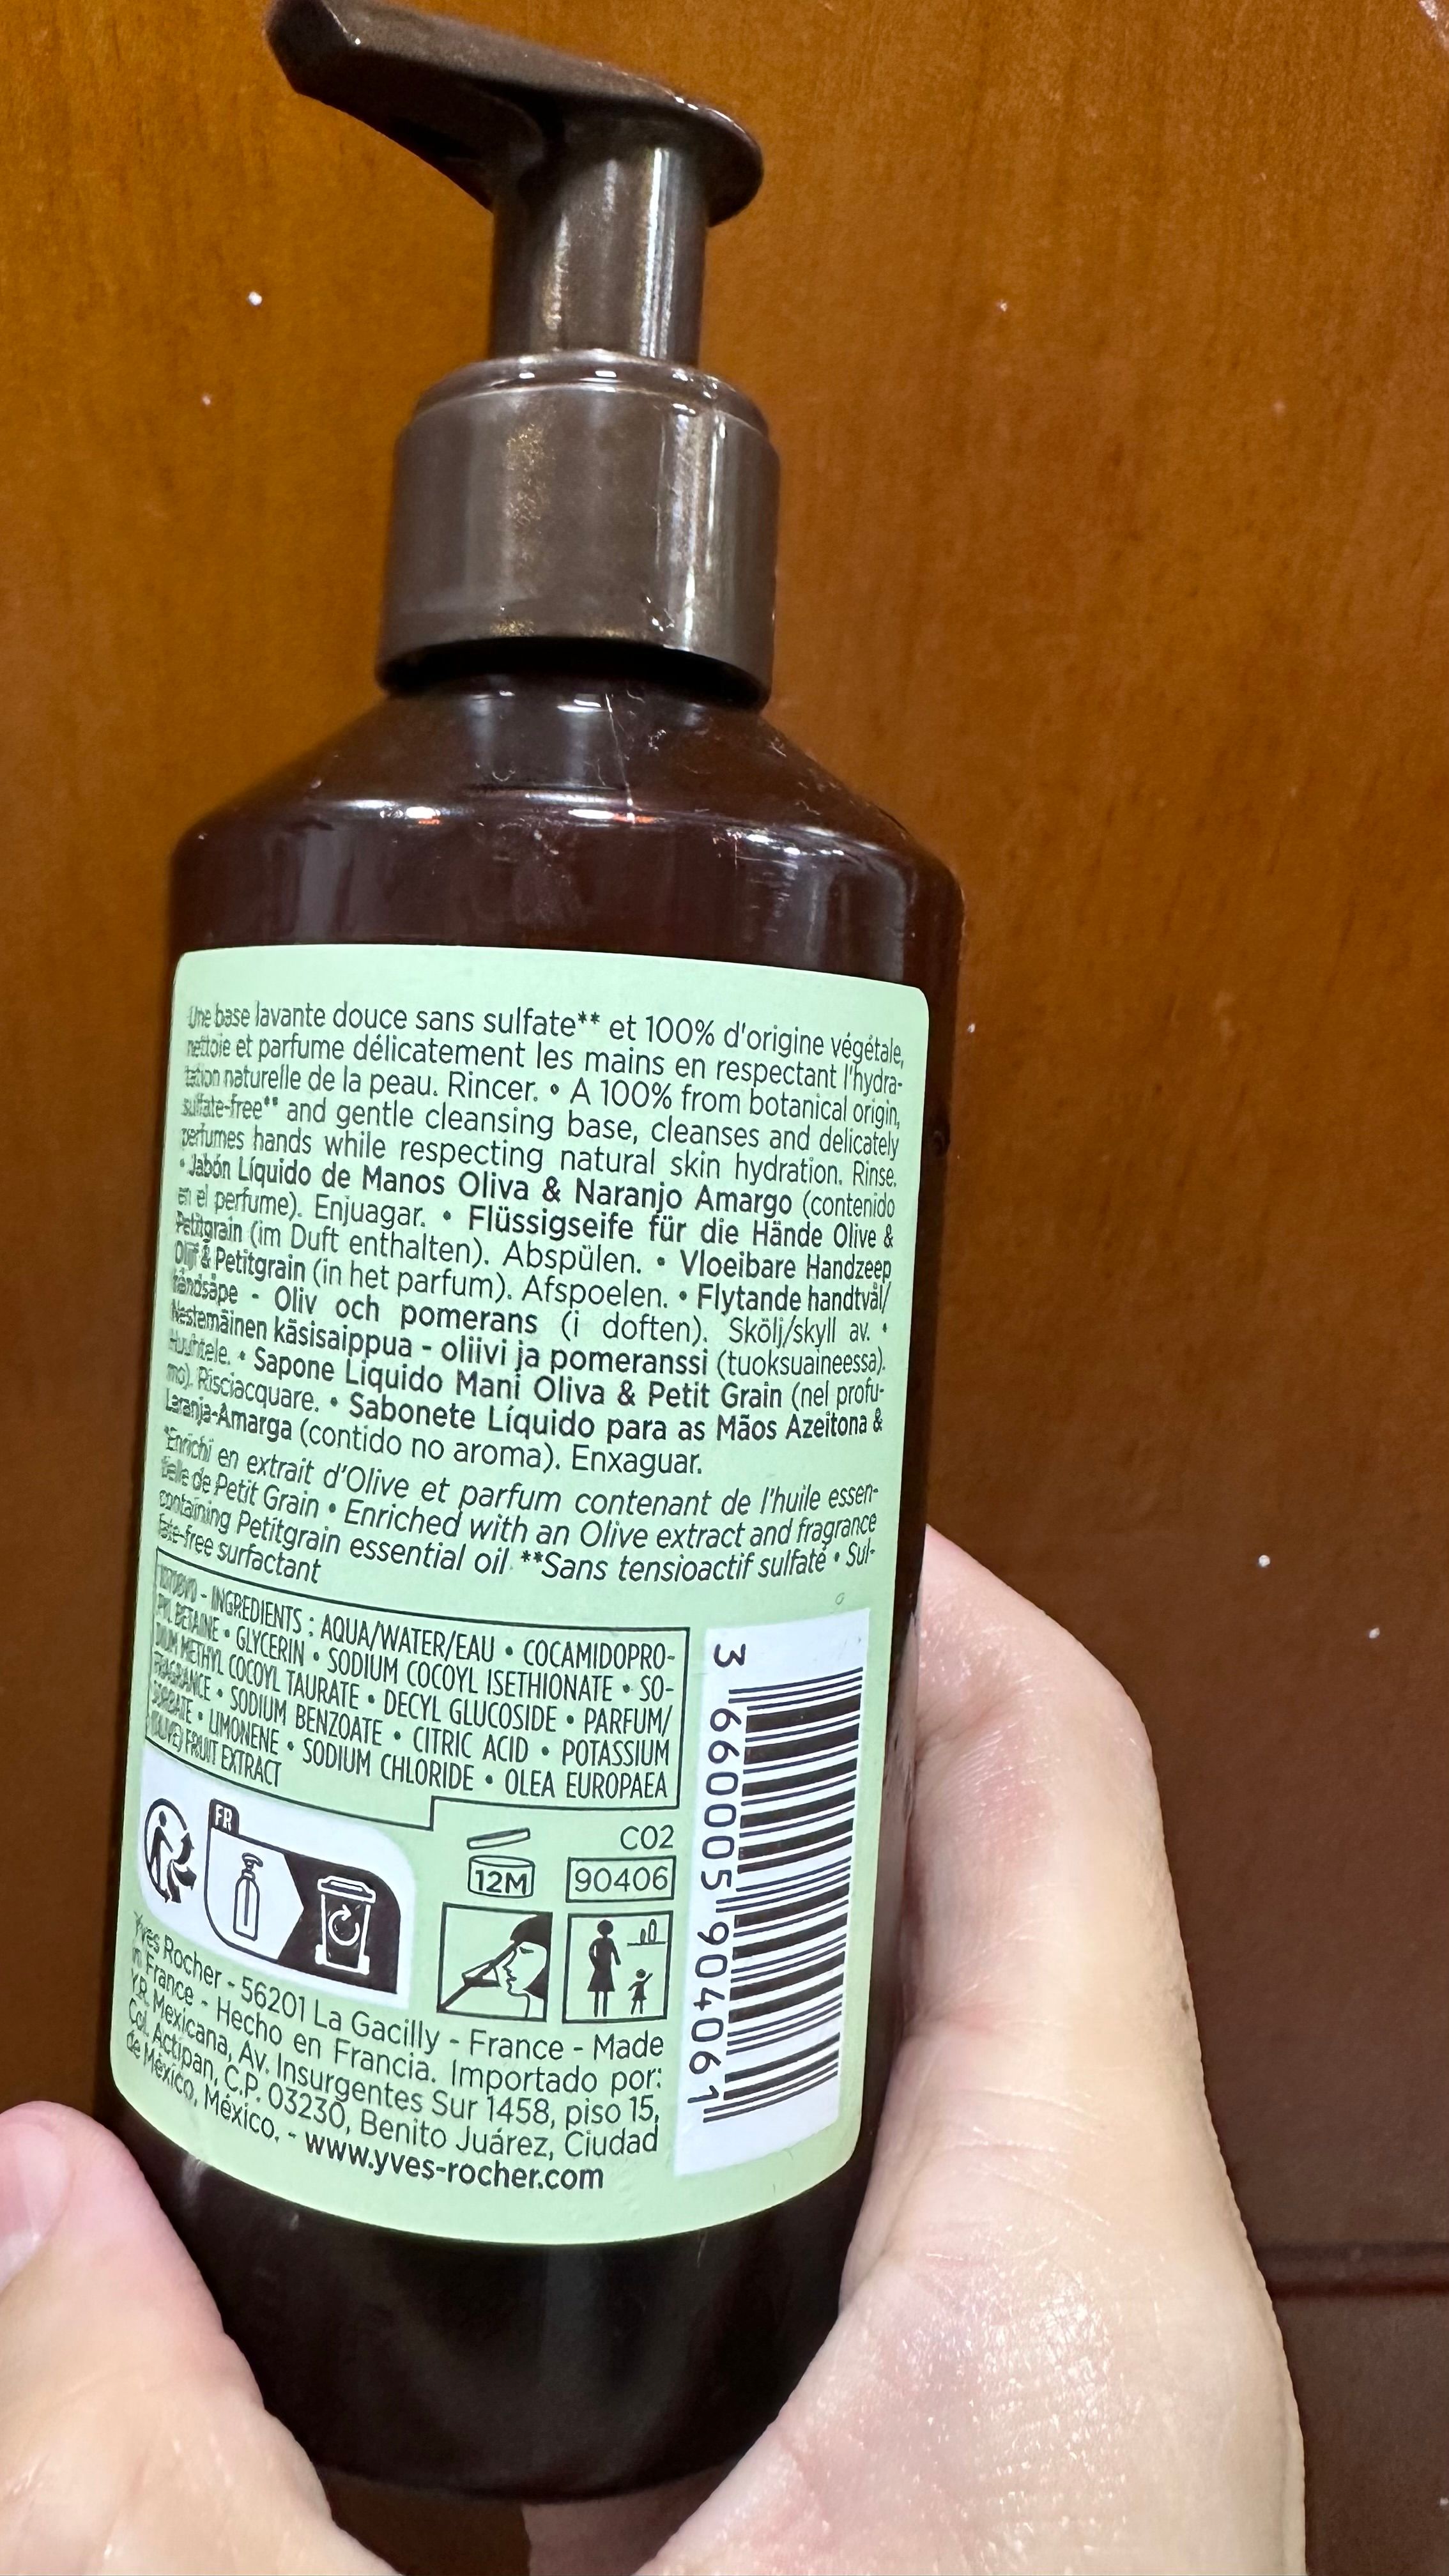 Une base lavante douce sans sulfate** et 100% d'origine végétale,
nettoie et parfume délicatement les mains en respectant l'hydra-
tation naturelle de la peau. Rincer. • A 100% from botanical origin,
sulfate-free** and gentle cleansing base, cleanses and delicately
perfumes hands while respecting natural skin hydration. Rinse.
• Jabón Líquido de Manos Oliva & Naranjo Amargo (contenido
en el perfume). Enjuagar. • Flüssigseife für die Hände Olive &
Petitgrain (im Duft enthalten). Abspülen. • Vloeibare Handzeep
Olijf & Petitgrain (in het parfum). Afspoelen. • Flytande handtvål/
håndsåpe - Oliv och pomerans (i doften). Skölj/skyll av. •
Nestemäinen käsisaippua - oliivi ja pomeranssi (tuoksuaineessa).
Huuhtele. • Sapone Liquido Mani Oliva & Petit Grain (nel profu-
mo). Risciacquare. • Sabonete Líquido para as Mãos Azeitona &
Laranja-Amarga (contido no aroma). Enxaguar.
*Enrichi en extrait d'Olive et parfum contenant de l'huile essen-
tielle de Petit Grain • Enriched with an Olive extract and fragrance
containing Petitgrain essential oil **Sans tensioactif sulfaté • Sul-
fate-free surfactant
- INGREDIENTS : AQUA/WATER/EAU • COCAMIDOPRO-
PYL BETAINE • GLYCERIN • SODIUM COCOYL ISETHIONATE • SO-
DIUM METHYL COCOYL TAURATE • DECYL GLUCOSIDE • PARFUM/
FRAGRANCE • SODIUM BENZOATE • CITRIC ACID • POTASSIUM
SORBATE • LIMONENE • SODIUM CHLORIDE • OLEA EUROPAEA
(OLIVE) FRUIT EXTRACT
FR
12M
CO2
90406
3 660005 904061
Yves Rocher - 56201 La Gacilly - France - Made
in France - Hecho en Francia. Importado por:
Y.R. Mexicana, Av. Insurgentes Sur 1458, piso 15,
Col. Actipan, C.P. 03230, Benito Juárez, Ciudad
de México, México. - www.yves-rocher.com